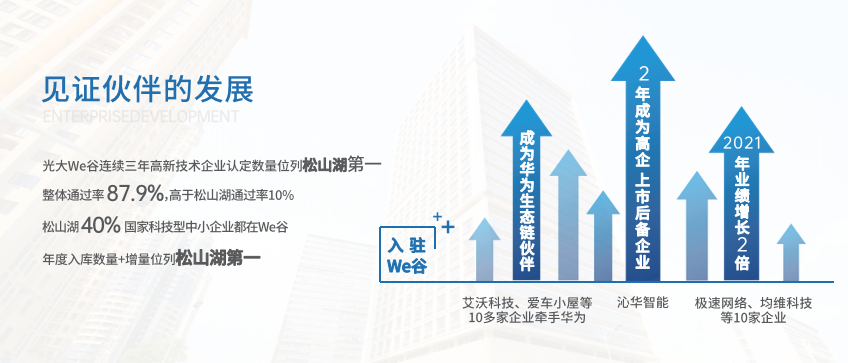 见证伙伴的发展
ENTERPRISEDEVELOPMENT
光大We谷连续三年高新技术企业认定数量位列松山湖第一
整体通过率 87.9%,高于松山湖通过率10%
松山湖 40% 国家科技型中小企业都在We谷
年度入库数量+增量位列松山湖第一
入 驻
We谷
成为华为生态链伙伴
2年成为高企 上市后备企业
2021年业绩增长2倍
艾沃科技、爱车小屋等
10多家企业牵手华为
沁华智能
极速网络、均维科技
等10家企业